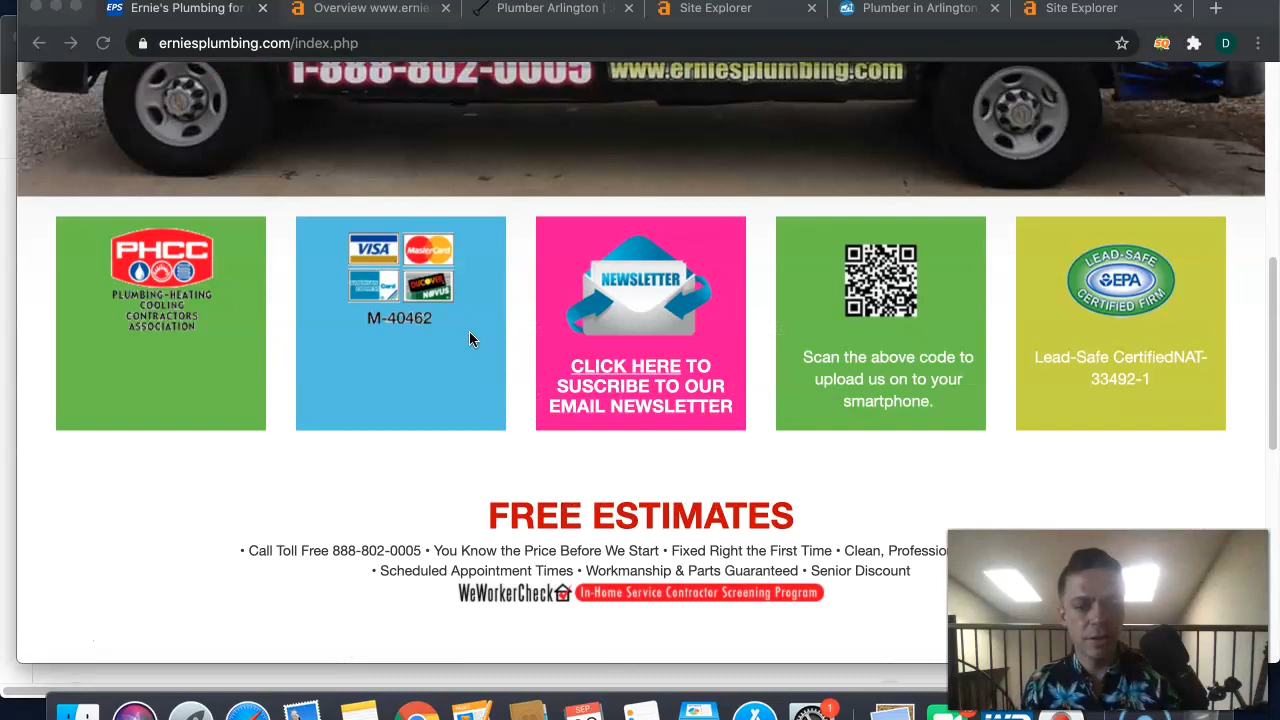 Ernie's Plumbing for
Overview www.ernie
Plumber Arlington |
Site Explorer
Plumber in Arlington
Site Explorer
erniesplumbing.com/index.php
SQ
D
1-888-802-0005
www.erniesplumbing.com
PHCC
PLUMBING-HEATING
COOLING
CONTRACTORS
ASSOCIATION
VISA
MasterCard
DISCOVER
NOVUS
M-40462
NEWSLETTER
CLICK HERE TO
SUSCRIBE TO OUR
EMAIL NEWSLETTER
Scan the above code to
upload us on to your
smartphone.
LEAD-SAFE
EPA
CERTIFIED FIRM
Lead-Safe CertifiedNAT-
33492-1
FREE ESTIMATES
• Call Toll Free 888-802-0005 • You Know the Price Before We Start • Fixed Right the First Time • Clean,
• Scheduled Appointment Times • Workmanship & Parts Guaranteed • Senior Discount
WeWorkerCheck In-Home Service Contractor Screening Program
SEP
1